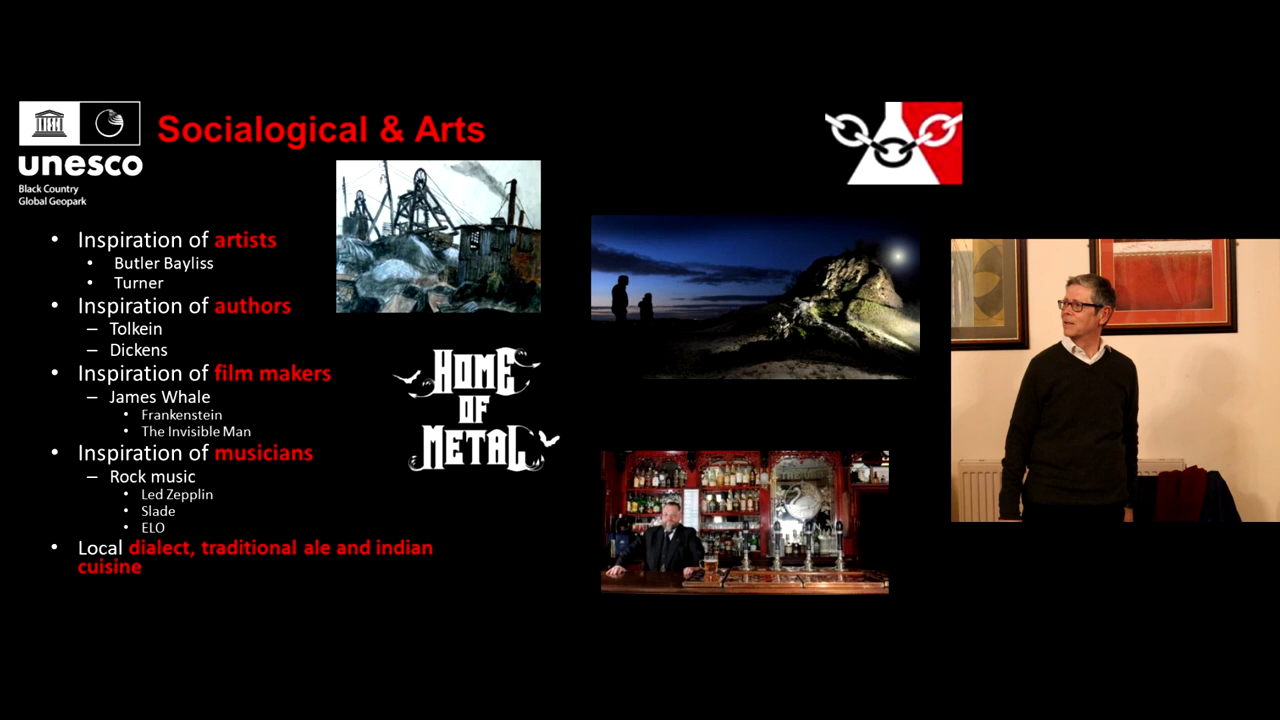 Socialogical & Arts
unesco
Black Country
Global Geopark
• Inspiration of artists
• Butler Bayliss
• Turner
• Inspiration of authors
– Tolkein
– Dickens
• Inspiration of film makers
– James Whale
• Frankenstein
• The Invisible Man
• Inspiration of musicians
– Rock music
• Led Zepplin
• Slade
• ELO
• Local dialect, traditional ale and indian
cuisine
HOME
OF
METAL